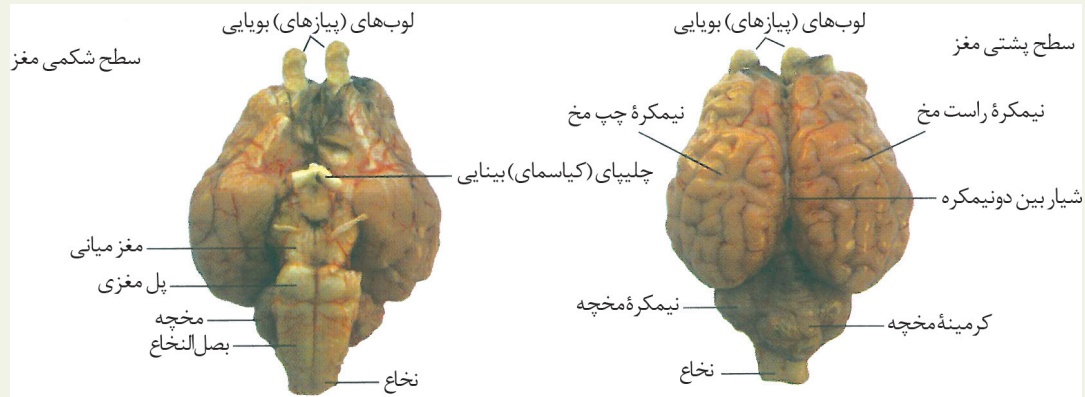 سطح پشتی مغز
لوب‌های (پیازهای) بویایی
نیمکرهٔ راست مخ
نیمکرهٔ چپ مخ
شیار بین دونیمکره
نیمکرهٔ مخچه
کرمینهٔ مخچه
نخاع
سطح شکمی مغز
لوب‌های (پیازهای) بویایی
چلیپای (کیاسمای) بینایی
مغز میانی
پل مغزی
مخچه
بصل‌النخاع
نخاع